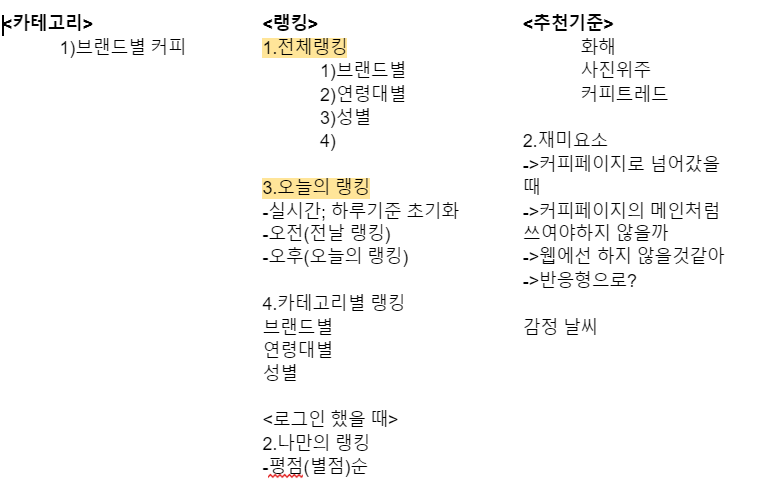 <카테고리>
1)브랜드별 커피
<랭킹>
1.전체랭킹
1)브랜드별
2)연령대별
3)성별
4)
3.오늘의 랭킹
-실시간; 하루기준 초기화
-오전(전날 랭킹)
-오후(오늘의 랭킹)
4.카테고리별 랭킹
브랜드별
연령대별
성별
<로그인 했을 때>
2.나만의 랭킹
-평점(별점)순
<추천기준>
화해
사진위주
커피트레드
2.재미요소
->커피페이지로 넘어갔을
때
->커피페이지의 메인처럼
쓰여야하지 않을까
->웹에선 하지 않을것같아
->반응형으로?
감정 날씨